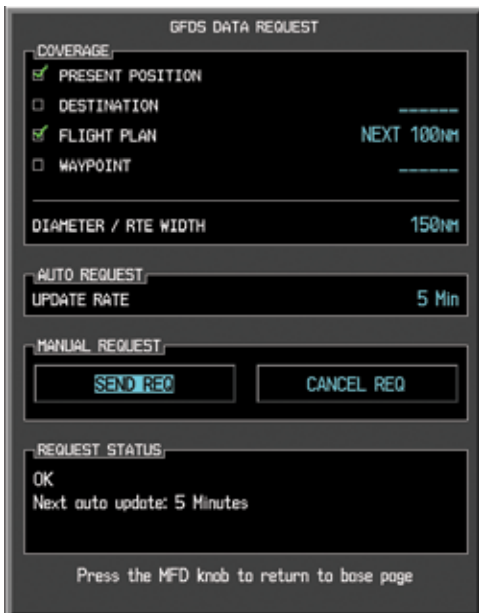 GFDS DATA REQUEST
COVERAGE
PRESENT POSITION
DESTINATION ______
FLIGHT PLAN NEXT 100NM
WAYPOINT ______
DIAMETER / RTE WIDTH 150NM
AUTO REQUEST
UPDATE RATE 5 Min
MANUAL REQUEST
SEND REQ CANCEL REQ
REQUEST STATUS
OK
Next auto update: 5 Minutes
Press the MFD knob to return to base page